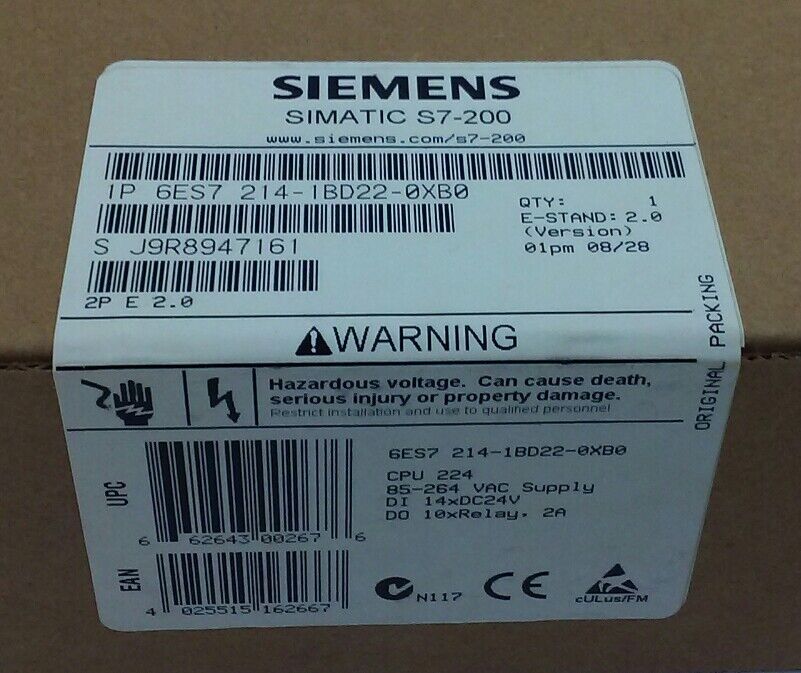 SIEMENS
SIMATIC S7-200
www.siemens.com/s7-200
1P 6ES7 214-1BD22-0XB0
S J9R8947161
2P E 2.0
QTY: 1
E-STAND: 2.0
(Version)
01pm 08/28
WARNING
ORIGINAL PACKING
Hazardous voltage. Can cause death,
serious injury or property damage.
Restrict installation and use to qualified personnel
UPC
6 62643 00267 6
EAN
4 025515 162667
6ES7 214-1BD22-0XB0
CPU 224
85-264 VAC Supply
DI 14xDC24V
DO 10xRelay, 2A
N117
CE
cULus/FM